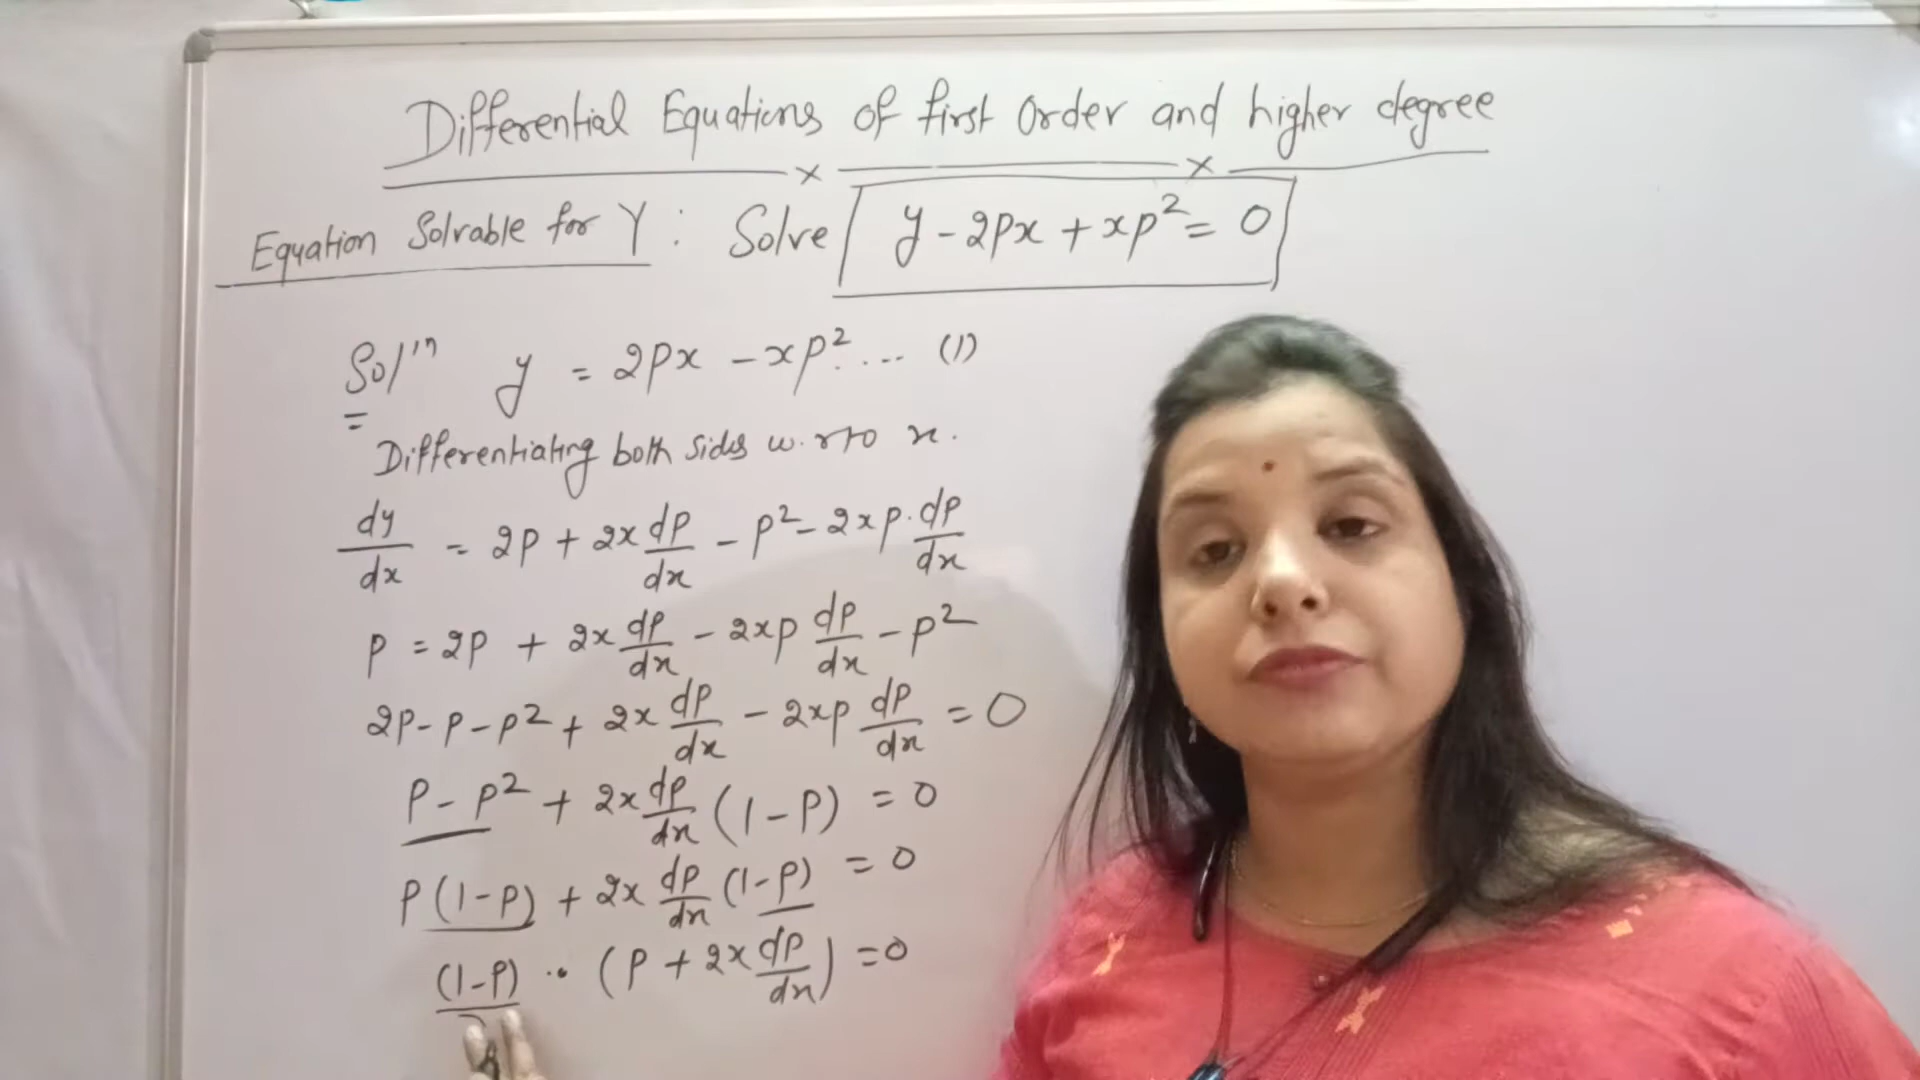 Differential Equations of first Order and higher degree
Equation Solvable for Y : Solve y - 2px + xp² = 0
Sol'n y = 2px - xp² ... (1)
Differentiating both sides w.r.to x.
dy/dx = 2p + 2x dp/dx - p² - 2xp. dp/dx
p = 2p + 2x dp/dx - 2xp dp/dx - p²
2p - p - p² + 2x dp/dx - 2xp dp/dx = 0
p - p² + 2x dp/dx (1-p) = 0
p(1-p) + 2x dp/dx (1-p) = 0
(1-p) . (p + 2x dp/dx) = 0